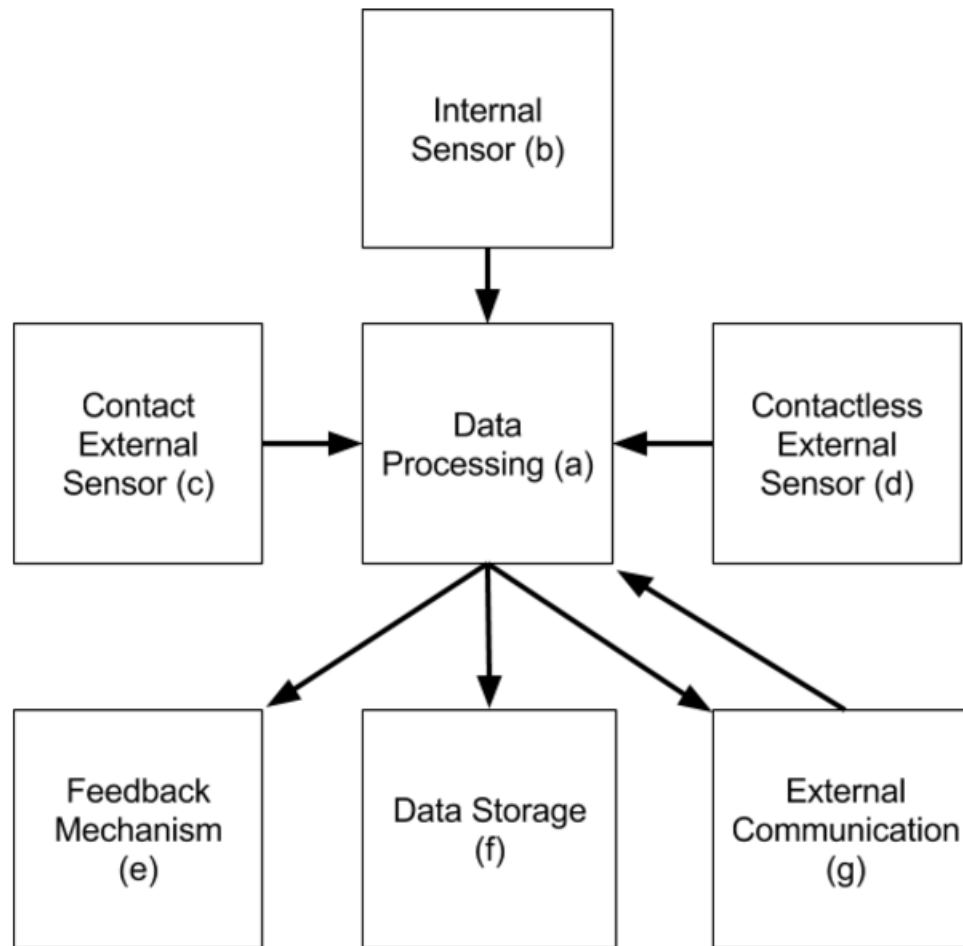 Internal
Sensor (b)
Contact
External
Sensor (c)
Data
Processing (a)
Contactless
External
Sensor (d)
Feedback
Mechanism
(e)
Data Storage
(f)
External
Communication
(g)